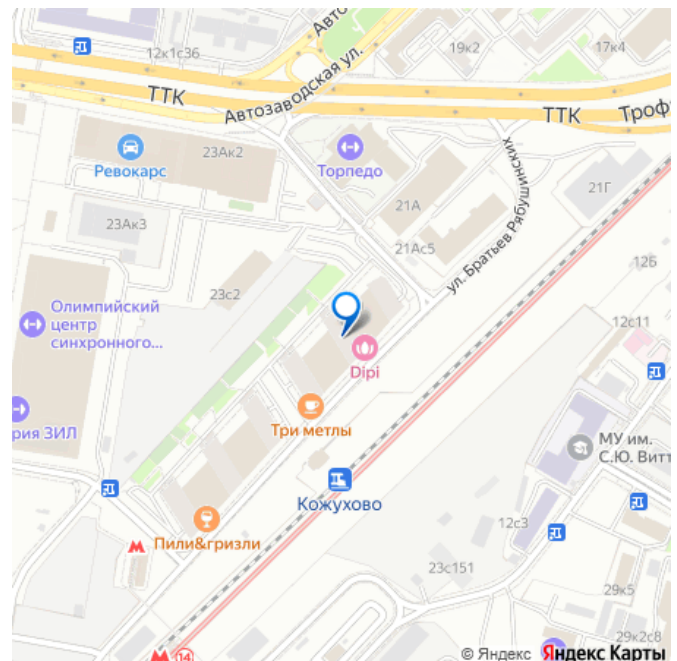 Авто
12к1с36
19к2
17к4
ТТК
Автозаводская ул.
ТТК
Троф
23Ак2
Ревокарс
Торпедо
21Г
ул. Братьев Рябушинских
21А
23Ак3
21Ас5
12Б
Олимпийский
центр
синхронного...
23с2
12с11
Dipi
рия ЗИЛ
Три метлы
МУ им.
С.Ю. Витт
Кожухово
12с3
Пили&гризли
23с151
29к5
29к2с8
14
© Яндекс Яндекс Карты